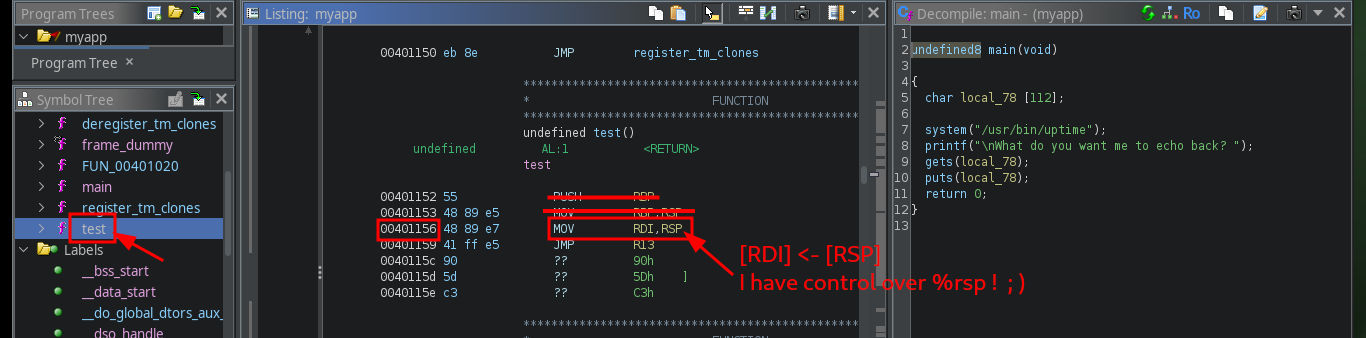 Program Trees
myapp
Program Tree ×
Symbol Tree
deregister_tm_clones
frame_dummy
FUN_00401020
main
register_tm_clones
test
Labels
__bss_start
__data_start
__do_global_dtors_aux_
__dso_handle
Listing: myapp
00401150 eb 8e JMP register_tm_clones
* FUNCTION
undefined test()
undefined AL:1 <RETURN>
test
00401152 55 PUSH RBP
00401153 48 89 e5 MOV RBP,RSP
00401156 48 89 e7 MOV RDI,RSP
00401159 41 ff e5 JMP R13
0040115c 90 ?? 90h
0040115d 5d ?? 5Dh ]
0040115e c3 ?? C3h
* FUNCTION
[RDI] <- [RSP]
I have control over %rsp ! ; )
Decompile: main - (myapp)
Ro
1
2 undefined8 main(void)
3
4 {
5 char local_78 [112];
6
7 system("/usr/bin/uptime");
8 printf("\nWhat do you want me to echo back? ");
9 gets(local_78);
10 puts(local_78);
11 return 0;
12 }
13